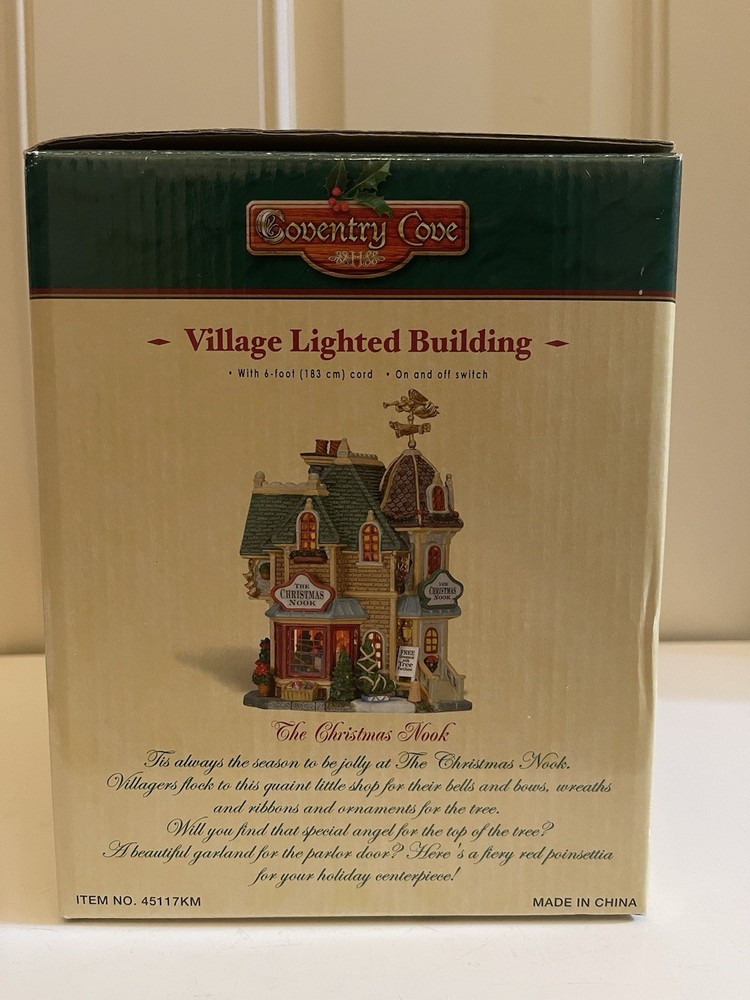 Coventry Cove
H
Village Lighted Building
• With 6-foot (183 cm) cord • On and off switch
THE
CHRISTMAS
NOOK
THE
CHRISTMAS
NOOK
FREE
Tree
The Christmas Nook
Tis always the season to be jolly at The Christmas Nook.
Villagers flock to this quaint little shop for their bells and bows, wreaths
and ribbons and ornaments for the tree.
Will you find that special angel for the top of the tree?
A beautiful garland for the parlor door? Here's a fiery red poinsettia
for your holiday centerpiece!
ITEM NO. 45117KM
MADE IN CHINA